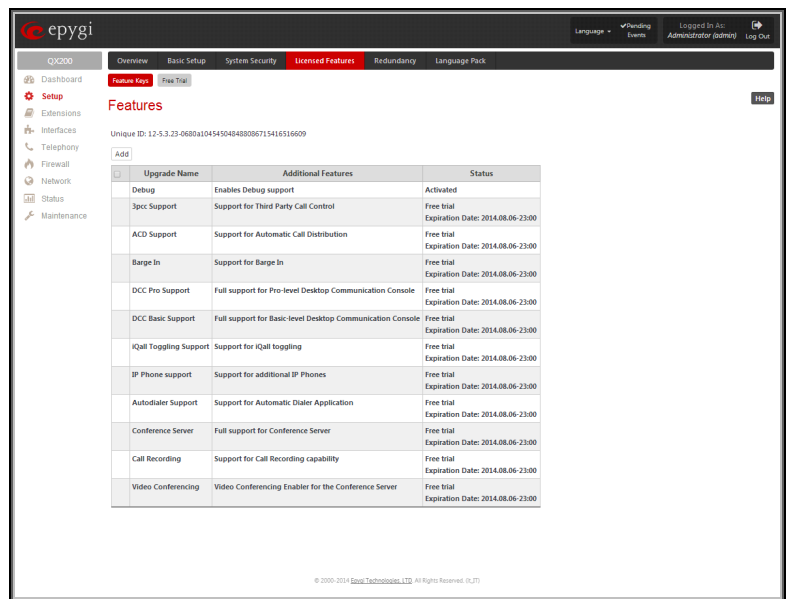 epygi
Language
Pending Events
Logged In As:
Administrator (admin)
Log Out
QX200
Overview Basic Setup System Security Licensed Features Redundancy Language Pack
Dashboard
Setup
Extensions
Interfaces
Telephony
Firewall
Network
Status
Maintenance
Feature Keys Free Trial
Help
Features
Unique ID: 12-5.3.23-0680a104545048488086715416516609
Add
Upgrade Name Additional Features Status
Debug Enables Debug support Activated
3pcc Support Support for Third Party Call Control Free trial
Expiration Date: 2014.08.06-23:00
ACD Support Support for Automatic Call Distribution Free trial
Expiration Date: 2014.08.06-23:00
Barge In Support for Barge In Free trial
Expiration Date: 2014.08.06-23:00
DCC Pro Support Full support for Pro-level Desktop Communication Console Free trial
Expiration Date: 2014.08.06-23:00
DCC Basic Support Full support for Basic-level Desktop Communication Console Free trial
Expiration Date: 2014.08.06-23:00
iQall Toggling Support Support for iQall toggling Free trial
Expiration Date: 2014.08.06-23:00
IP Phone support Support for additional IP Phones Free trial
Expiration Date: 2014.08.06-23:00
Autodialer Support Support for Automatic Dialer Application Free trial
Expiration Date: 2014.08.06-23:00
Conference Server Full support for Conference Server Free trial
Expiration Date: 2014.08.06-23:00
Call Recording Support for Call Recording capability Free trial
Expiration Date: 2014.08.06-23:00
Video Conferencing Video Conferencing Enabler for the Conference Server Free trial
Expiration Date: 2014.08.06-23:00
© 2000-2014 Epygi Technologies, LTD. All Rights Reserved. (it_IT)